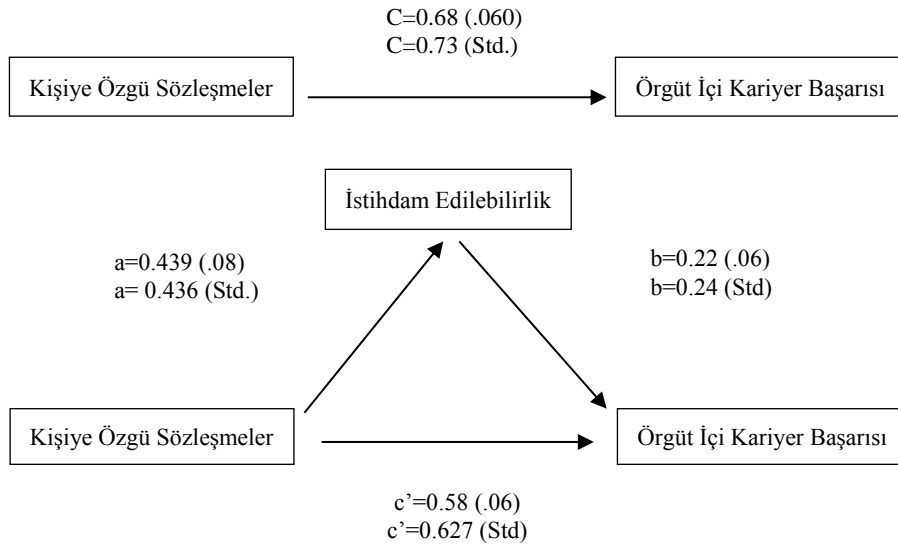 C=0.68 (.060)
C=0.73 (Std.)
Kişiye Özgü Sözleşmeler
Örgüt İçi Kariyer Başarısı
İstihdam Edilebilirlik
a=0.439 (.08)
a= 0.436 (Std.)
b=0.22 (.06)
b=0.24 (Std)
Kişiye Özgü Sözleşmeler
Örgüt İçi Kariyer Başarısı
c’=0.58 (.06)
c’=0.627 (Std)